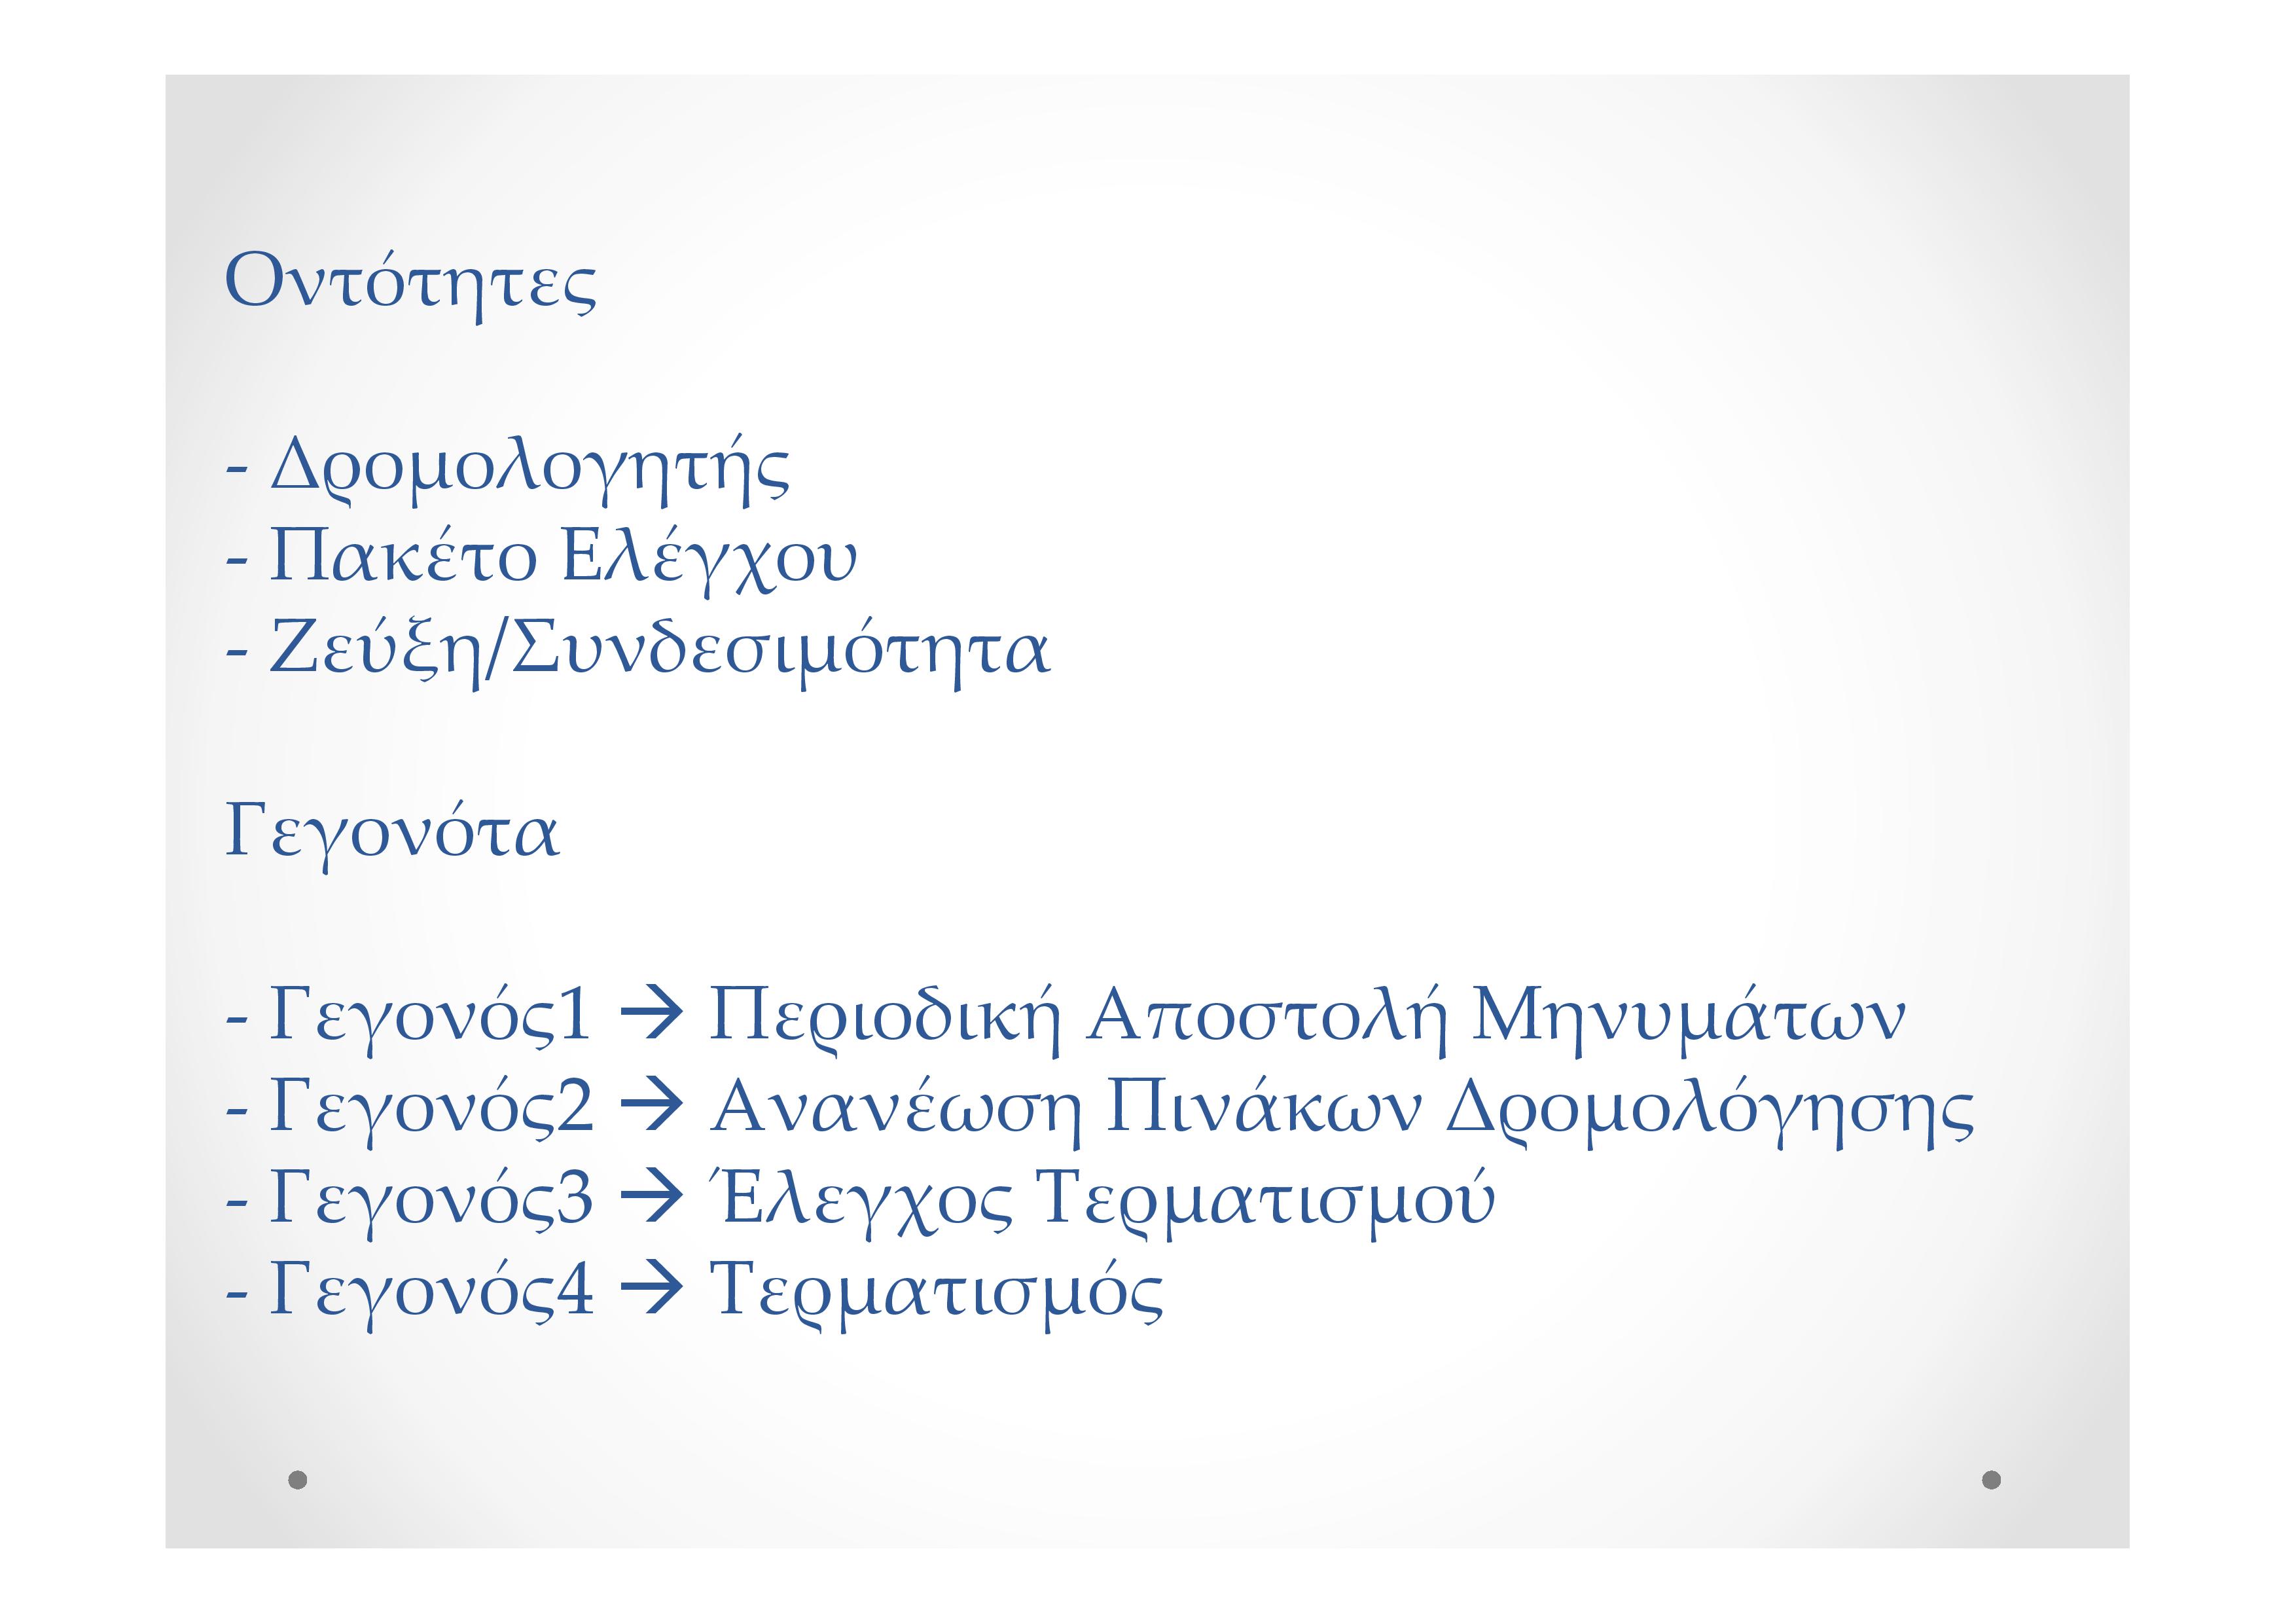 Οντότητες
- Δρομολογητής
- Πακέτο Ελέγχου
- Ζεύξη/Συνδεσιμότητα
Γεγονότα
- Γεγονός1 → Περιοδική Αποστολή Μηνυμάτων
- Γεγονός2 → Ανανέωση Πινάκων Δρομολόγησης
- Γεγονός3 → Έλεγχος Τερματισμού
- Γεγονός4 → Τερματισμός